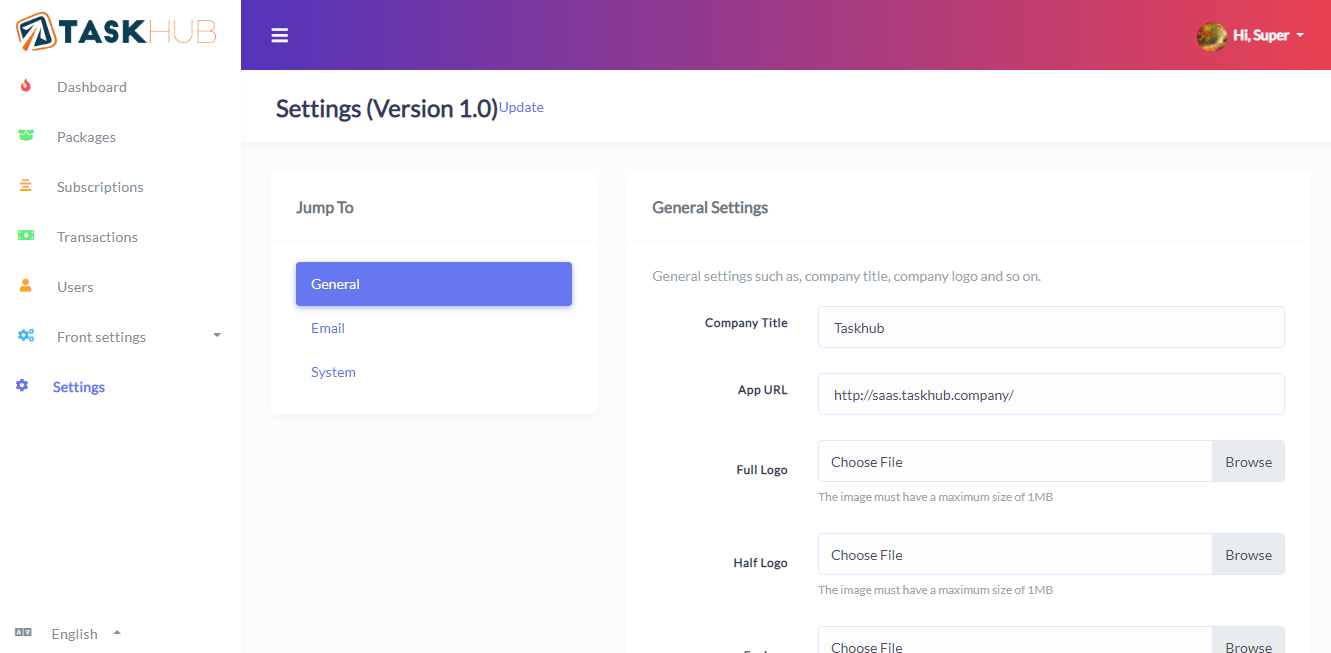 TASKHUB
Hi, Super
Dashboard
Packages
Subscriptions
Transactions
Users
Front settings
Settings
English
Settings (Version 1.0)Update
Jump To
General
Email
System
General Settings
General settings such as, company title, company logo and so on.
Company Title
Taskhub
App URL
http://saas.taskhub.company/
Full Logo
Choose File
Browse
The image must have a maximum size of 1MB
Half Logo
Choose File
Browse
The image must have a maximum size of 1MB
Choose File
Browse